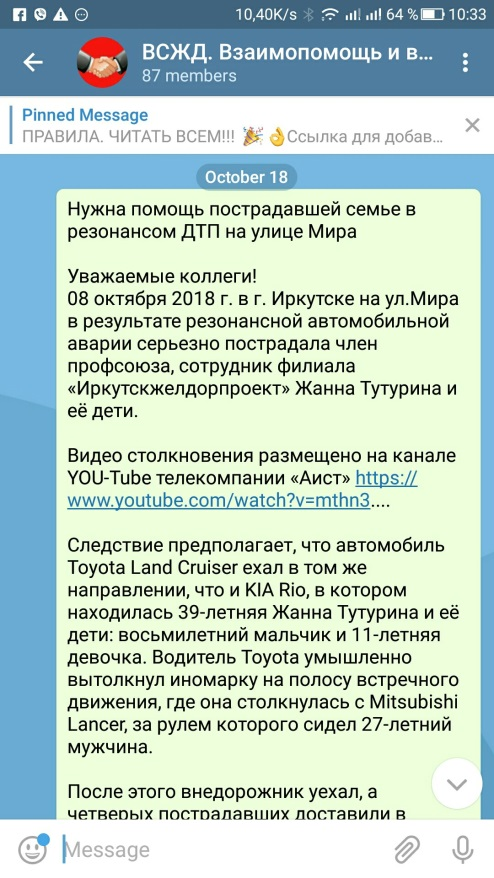 10,40K/s 64 % 10:33
ВСЖД. Взаимопомощь и в...
87 members
Pinned Message
ПРАВИЛА. ЧИТАТЬ ВСЕМ!!! 🎉👌Ссылка для добав...
October 18
Нужна помощь пострадавшей семье в
резонансом ДТП на улице Мира
Уважаемые коллеги!
08 октября 2018 г. в г. Иркутске на ул.Мира
в результате резонансной автомобильной
аварии серьезно пострадала член
профсоюза, сотрудник филиала
«Иркутскжелдорпроект» Жанна Тутурина и
её дети.
Видео столкновения размещено на канале
YOU-Tube телекомпании «Аист» https://
www.youtube.com/watch?v=mthn3....
Следствие предполагает, что автомобиль
Toyota Land Cruiser ехал в том же
направлении, что и KIA Rio, в котором
находилась 39-летняя Жанна Тутурина и её
дети: восьмилетний мальчик и 11-летняя
девочка. Водитель Toyota умышленно
вытолкнул иномарку на полосу встречного
движения, где она столкнулась с Mitsubishi
Lancer, за рулем которого сидел 27-летний
мужчина.
После этого внедорожник уехал, а
четверых пострадавших доставили в
Message